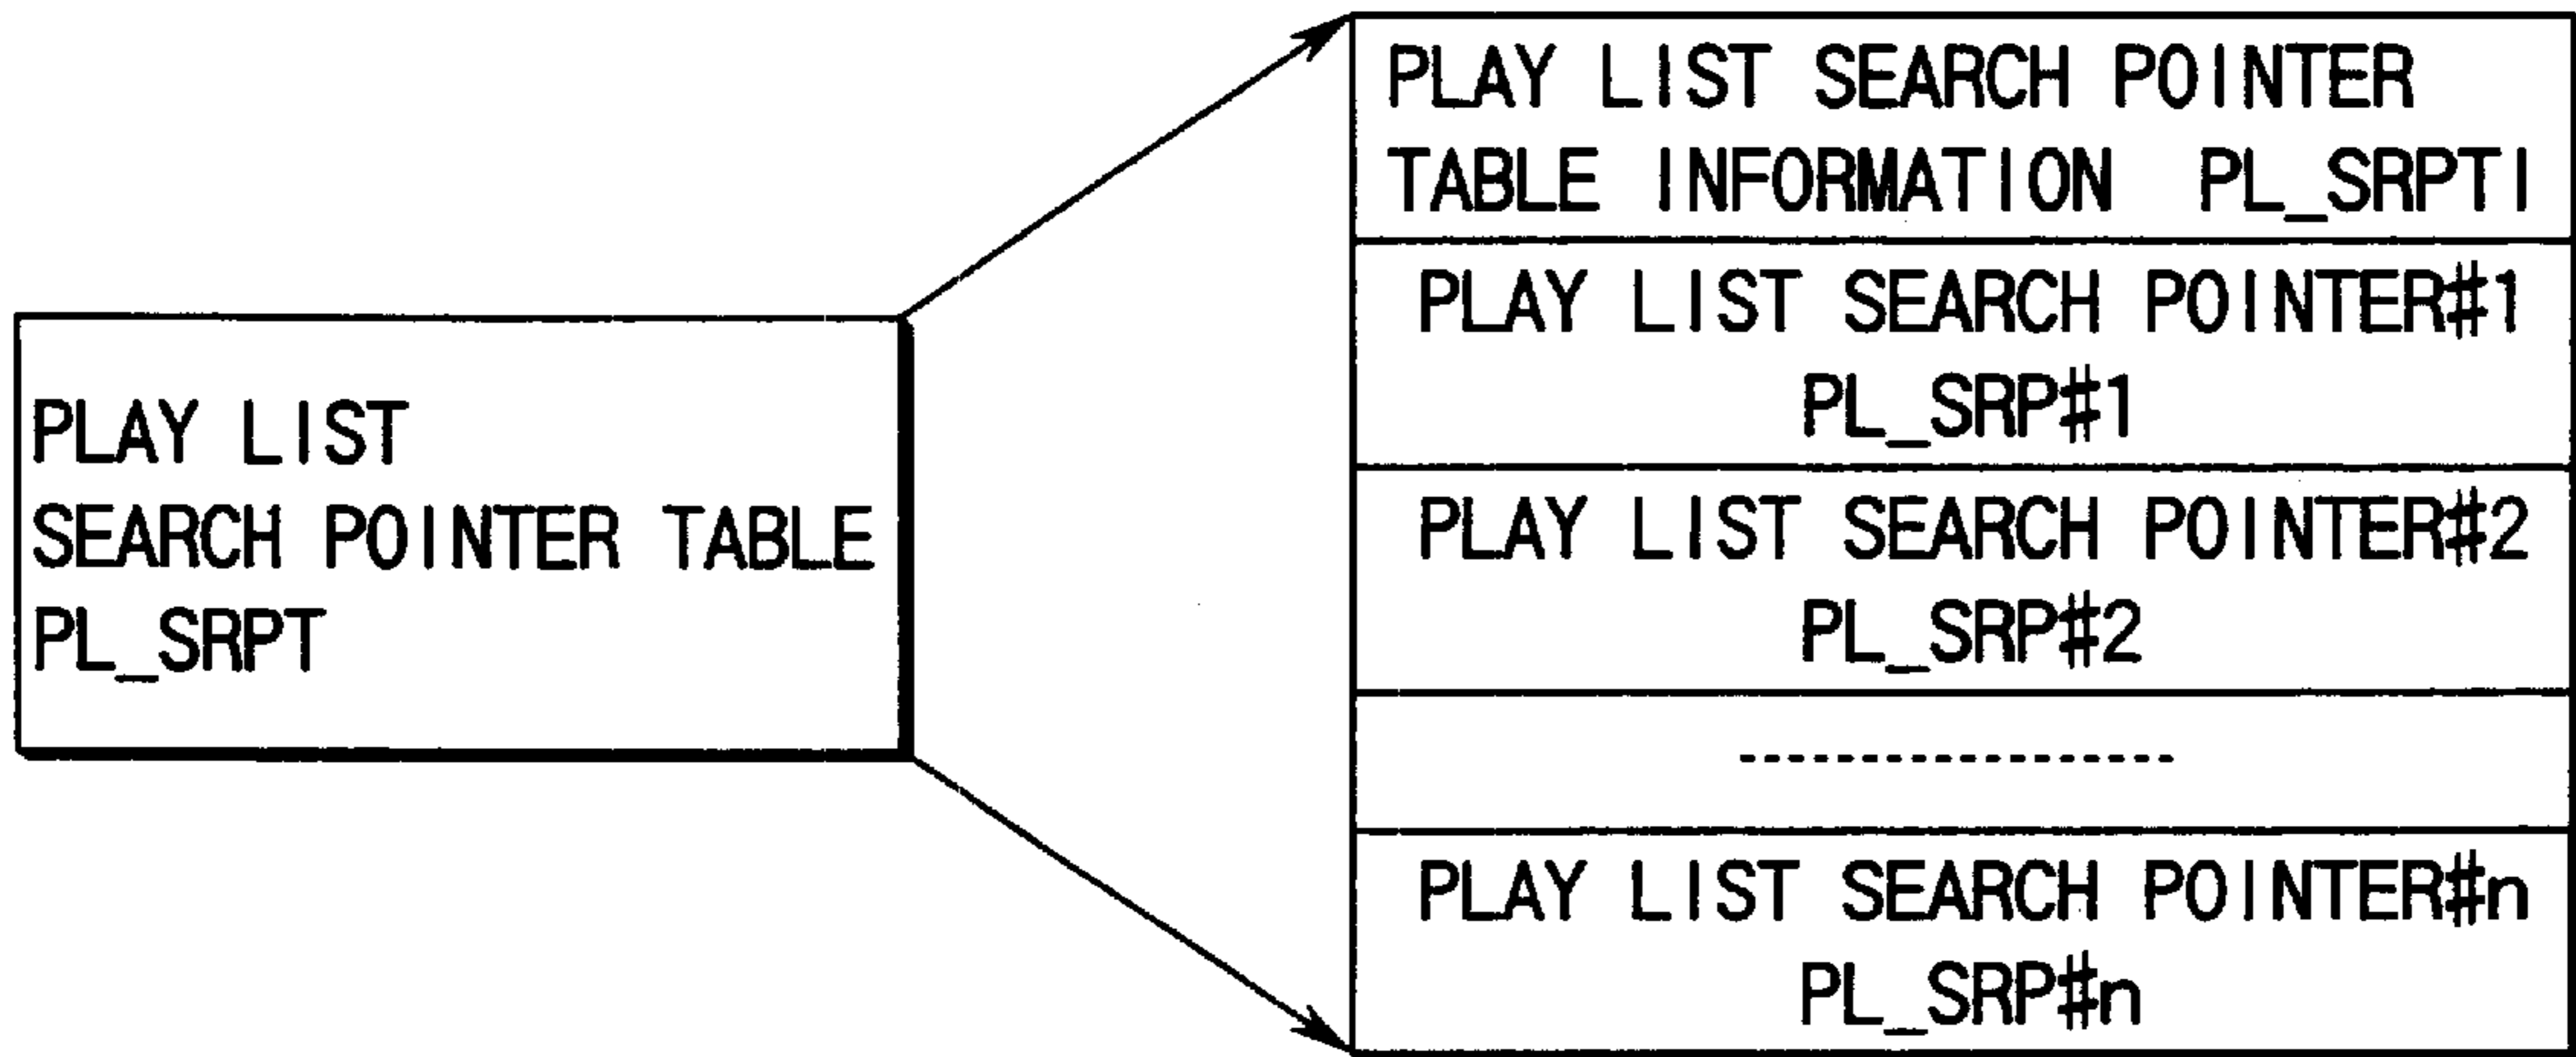 PLAY LIST
SEARCH POINTER TABLE
PL_SRPT
PLAY LIST SEARCH POINTER
TABLE INFORMATION PL_SRPTI
PLAY LIST SEARCH POINTER#1
PL_SRP#1
PLAY LIST SEARCH POINTER#2
PL_SRP#2
------------------
PLAY LIST SEARCH POINTER#n
PL_SRP#n